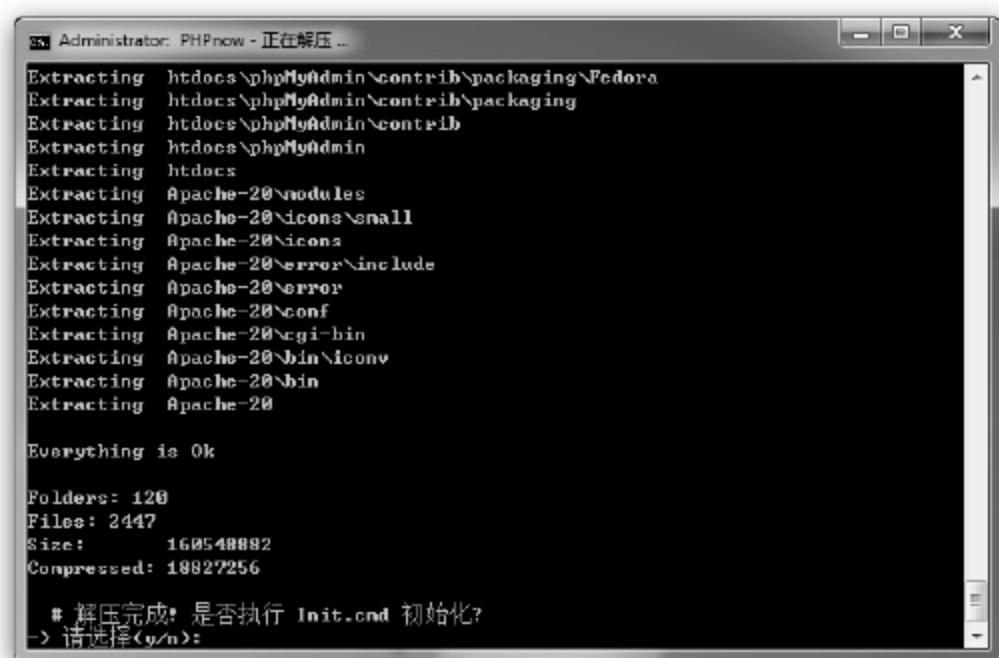 Administrator: PHPnow - 正在解压 ...
Extracting htdocs\phpMyAdmin\contrib\packaging\Fedora
Extracting htdocs\phpMyAdmin\contrib\packaging
Extracting htdocs\phpMyAdmin\contrib
Extracting htdocs\phpMyAdmin
Extracting htdocs
Extracting Apache-20\modules
Extracting Apache-20\icons\small
Extracting Apache-20\icons
Extracting Apache-20\error\include
Extracting Apache-20\error
Extracting Apache-20\conf
Extracting Apache-20\cgi-bin
Extracting Apache-20\bin\iconv
Extracting Apache-20\bin
Extracting Apache-20
Everything is Ok
Folders: 120
Files: 2447
Size: 160548882
Compressed: 18827256
# 解压完成! 是否执行 Init.cmd 初始化?
-> 请选择(y/n):